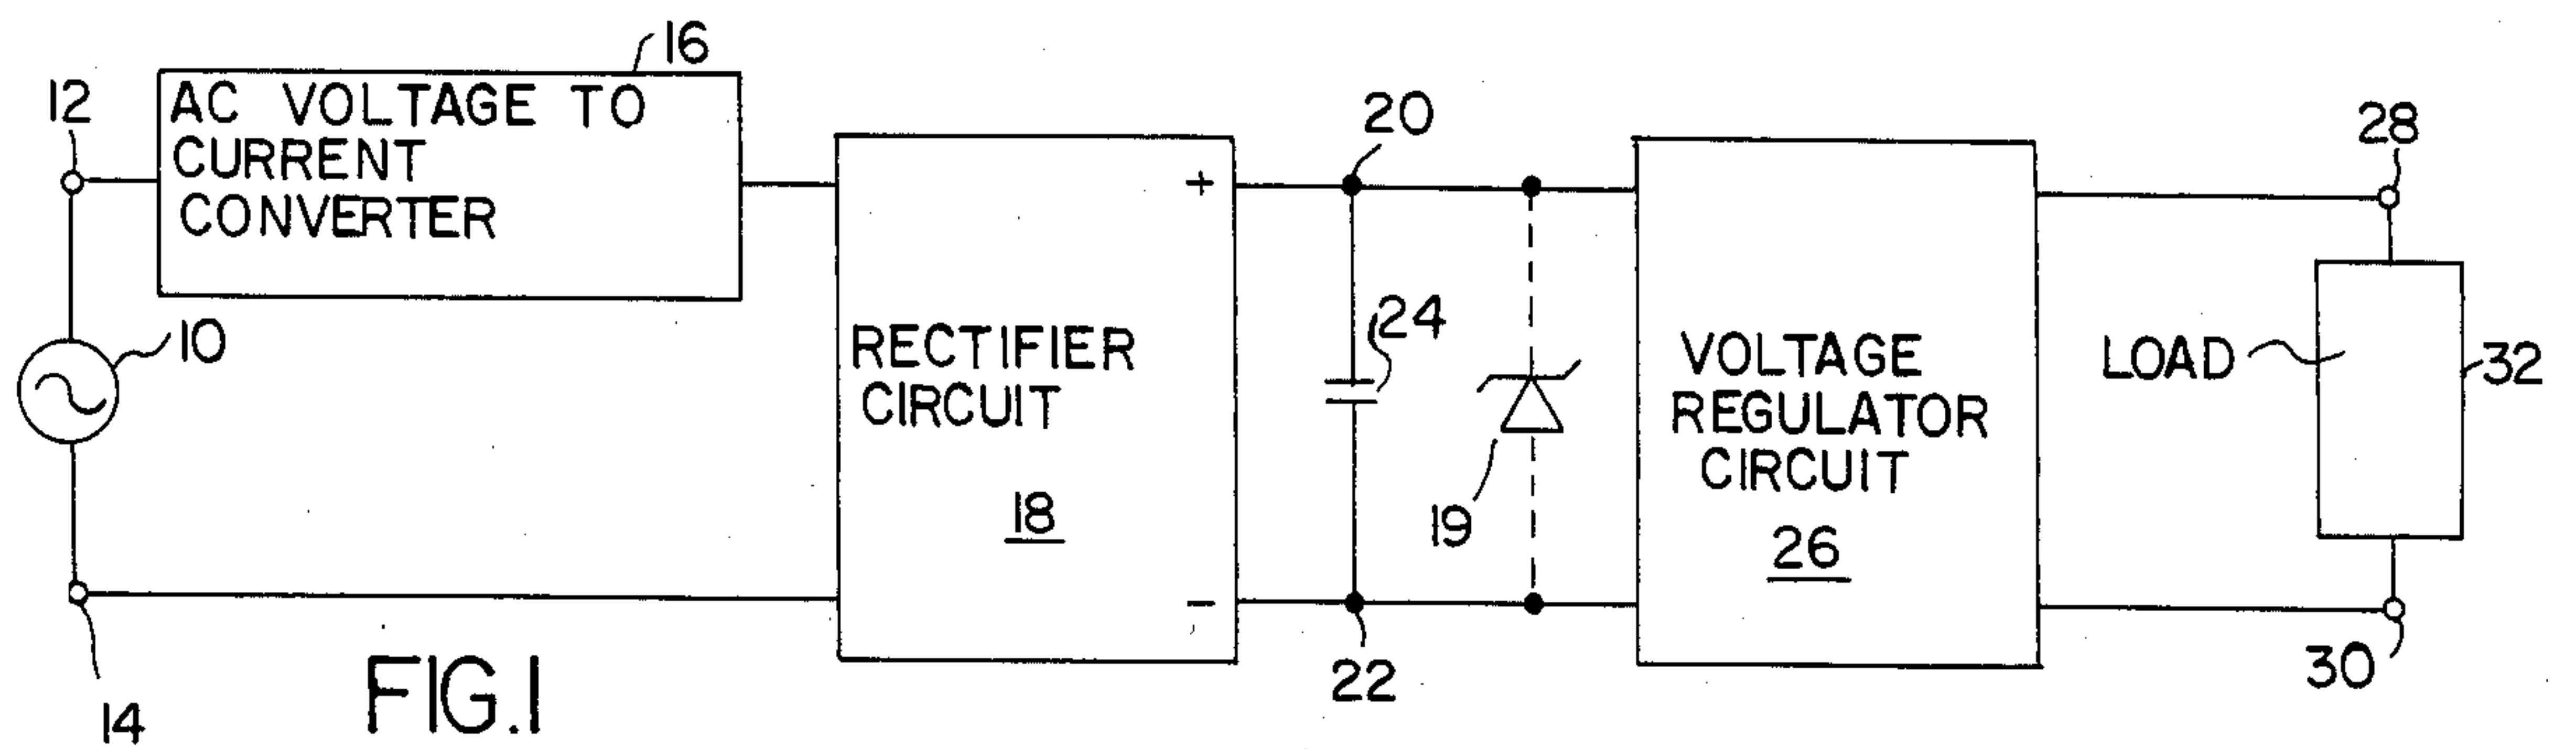 16
12
AC VOLTAGE TO
CURRENT
CONVERTER
20
28
+
10
24
RECTIFIER
CIRCUIT
18
VOLTAGE
REGULATOR
CIRCUIT
26
LOAD
32
19
−
22
30
14
FIG.1